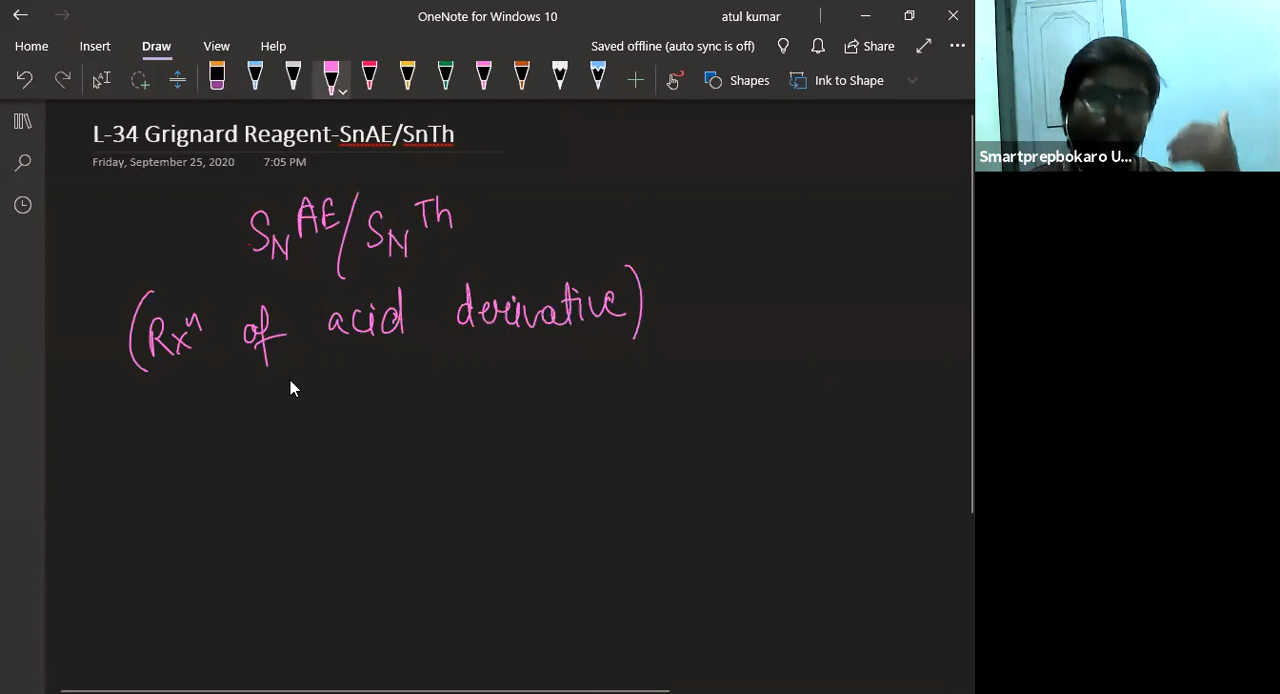 OneNote for Windows 10
atul kumar
Home Insert Draw View Help
Saved offline (auto sync is off)
Share
Shapes
Ink to Shape
L-34 Grignard Reagent-SnAE/SnTh
Friday, September 25, 2020 7:05 PM
SN AE/SN Th
(Rxn of acid derivative)
Smartprepbokaro U...